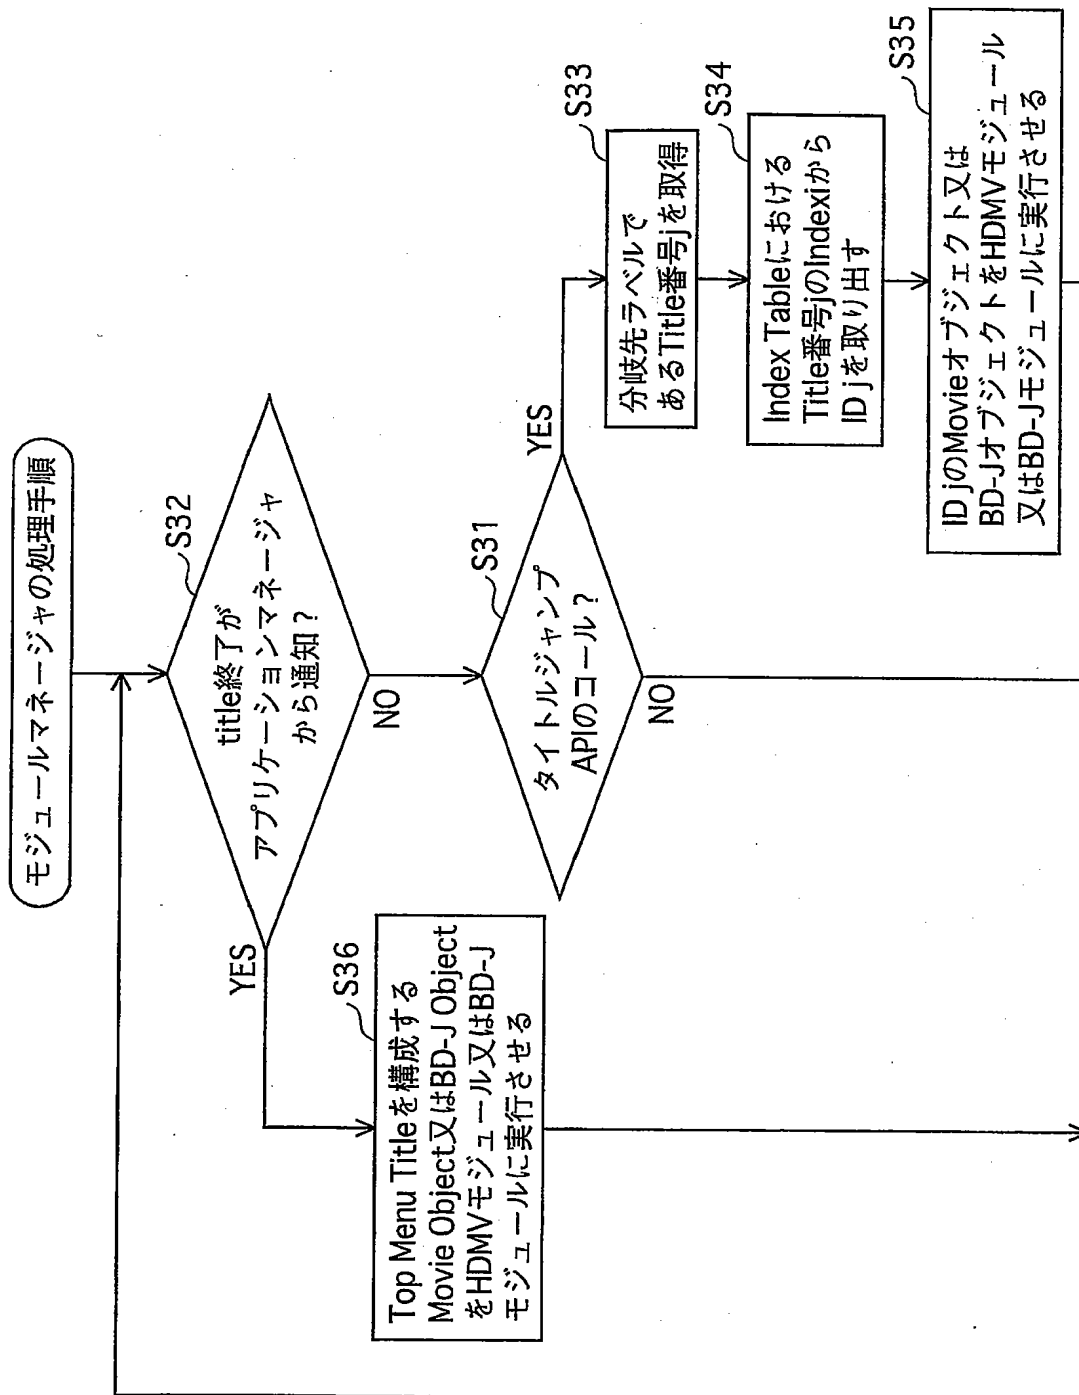 モジュールマネージャの処理手順
S32
title終了が
アプリケーションマネージャ
から通知？
YES
NO
S36
Top Menu Titleを構成する
Movie Object又はBD-J Object
をHDMVモジュール又はBD-J
モジュールに実行させる
S31
タイトルジャンプ
APIのコール？
YES
NO
S33
分岐先ラベルで
あるTitle番号jを取得
S34
Index Tableにおける
Title番号jのIndexiから
ID jを取り出す
S35
ID jのMovieオブジェクト又は
BD-JオブジェクトをHDMVモジュール
又はBD-Jモジュールに実行させる